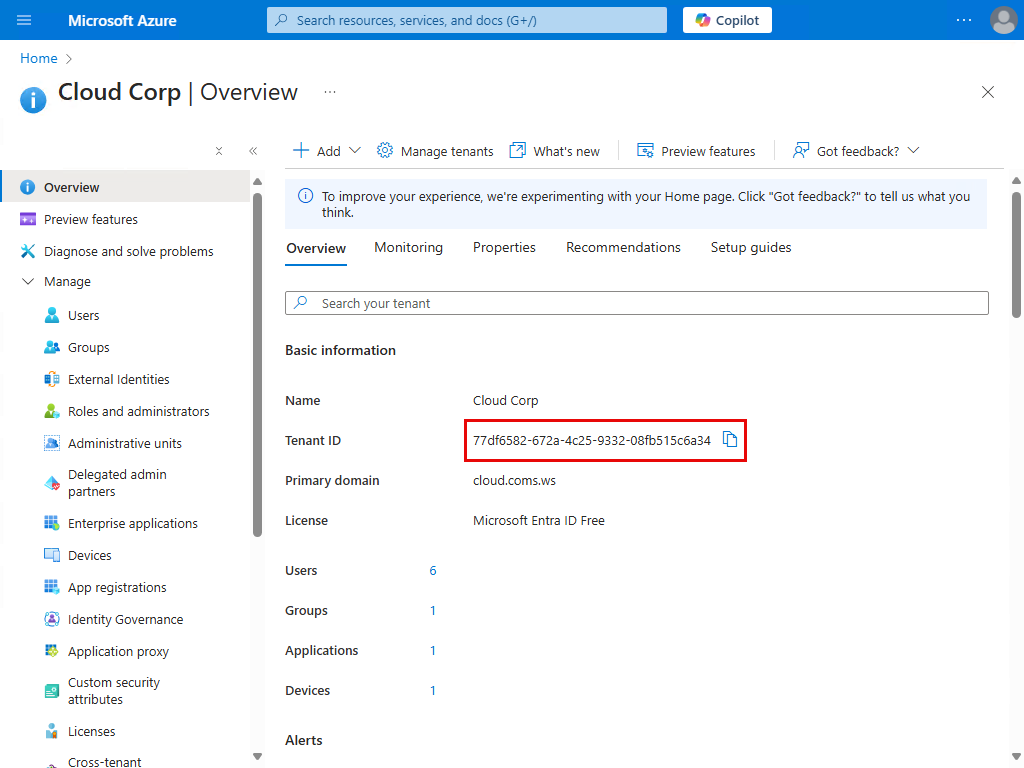 Microsoft Azure
Search resources, services, and docs (G+/)
Copilot
Home
Cloud Corp | Overview
Add
Manage tenants
What's new
Preview features
Got feedback?
Overview
Preview features
Diagnose and solve problems
Manage
Users
Groups
External Identities
Roles and administrators
Administrative units
Delegated admin
partners
Enterprise applications
Devices
App registrations
Identity Governance
Application proxy
Custom security
attributes
Licenses
Cross-tenant
To improve your experience, we're experimenting with your Home page. Click "Got feedback?" to tell us what you
think.
Overview
Monitoring
Properties
Recommendations
Setup guides
Search your tenant
Basic information
Name Cloud Corp
Tenant ID 77df6582-672a-4c25-9332-08fb515c6a34
Primary domain cloud.coms.ws
License Microsoft Entra ID Free
Users 6
Groups 1
Applications 1
Devices 1
Alerts